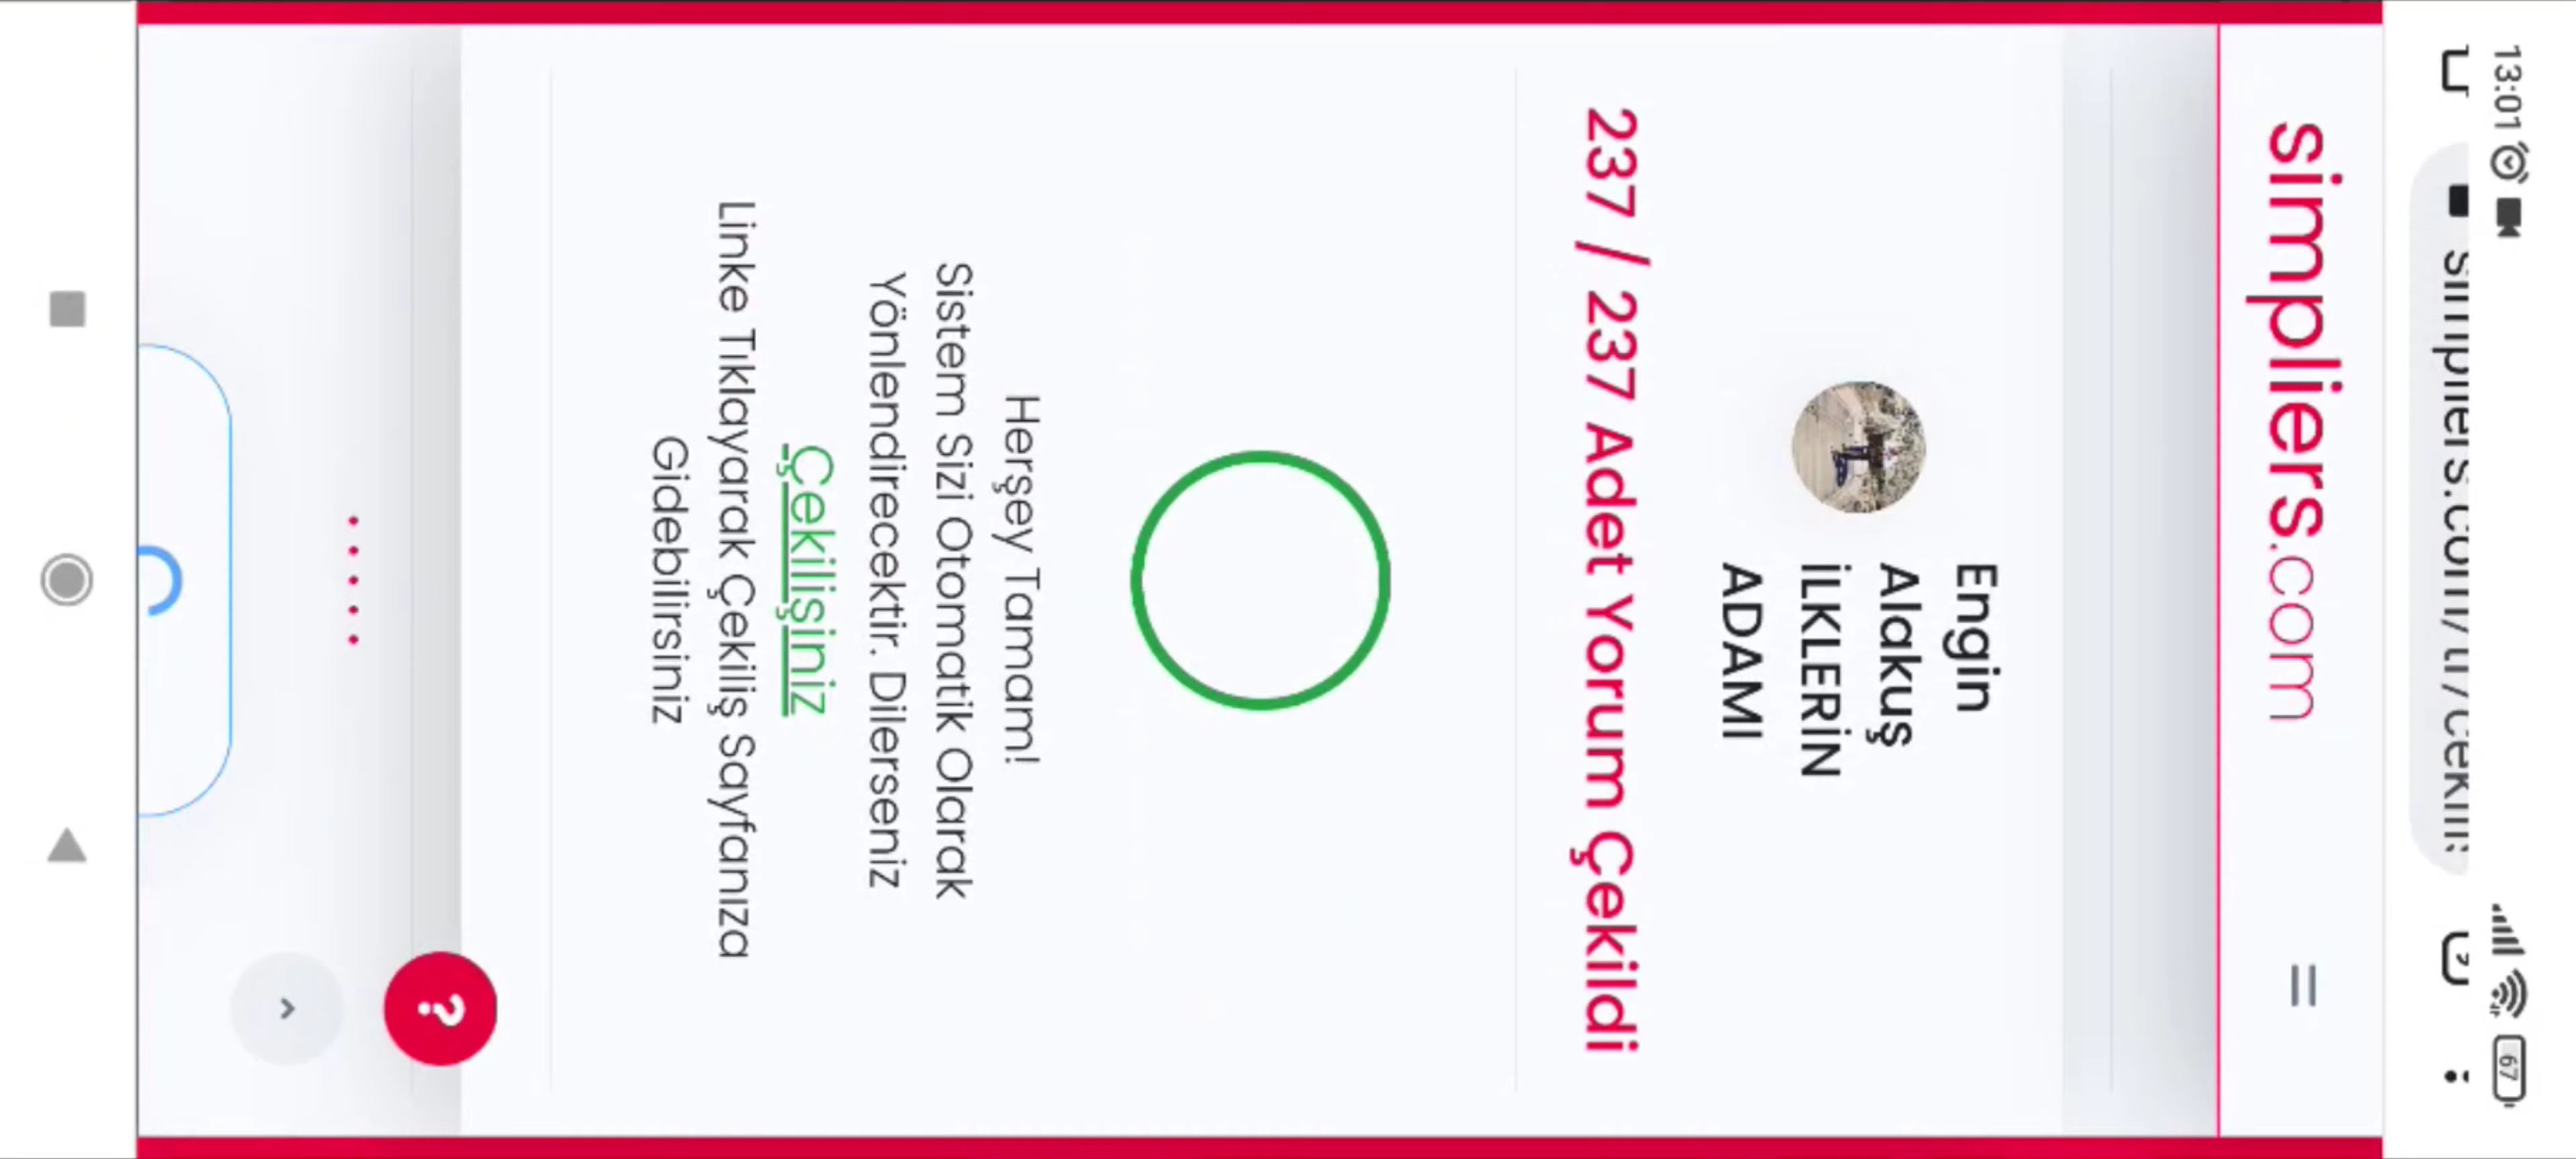 13:01
67
simpliers.com
Engin
Alakuş
İLKLERİN
ADAMI
237 / 237 Adet Yorum Çekildi
Herşey Tamam!
Sistem Sizi Otomatik Olarak
Yönlendirecektir. Dilerseniz
Çekilişiniz
Linke Tıklayarak Çekiliş Sayfanıza
Gidebilirsiniz
?